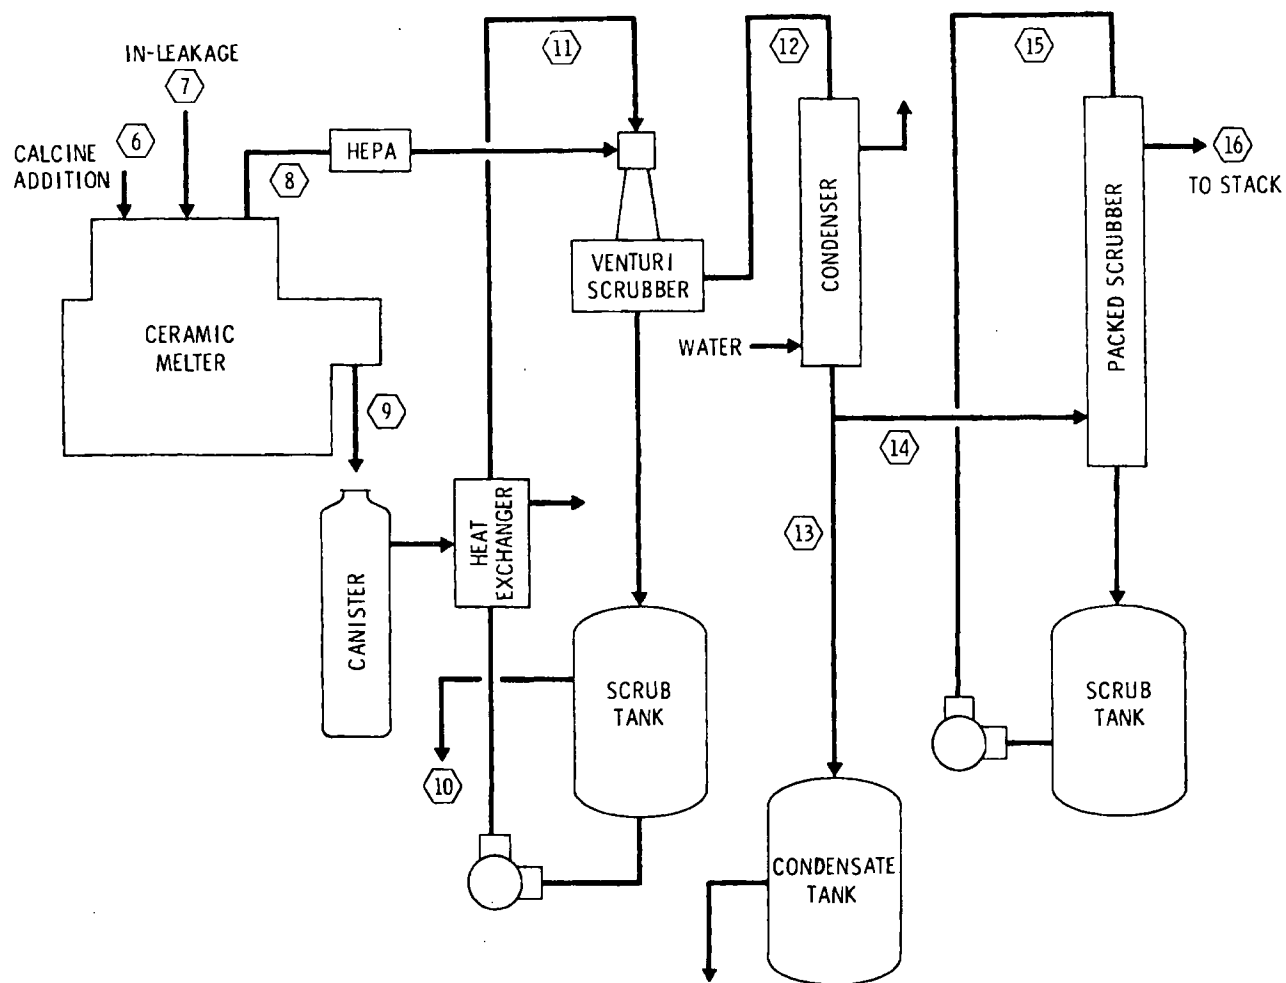 IN-LEAKAGE
7
CALCINE
ADDITION
6
8
HEPA
11
12
15
16
TO STACK
VENTURI
SCRUBBER
CONDENSER
PACKED SCRUBBER
WATER
CERAMIC
MELTER
9
14
13
CANISTER
HEAT
EXCHANGER
SCRUB
TANK
SCRUB
TANK
10
CONDENSATE
TANK